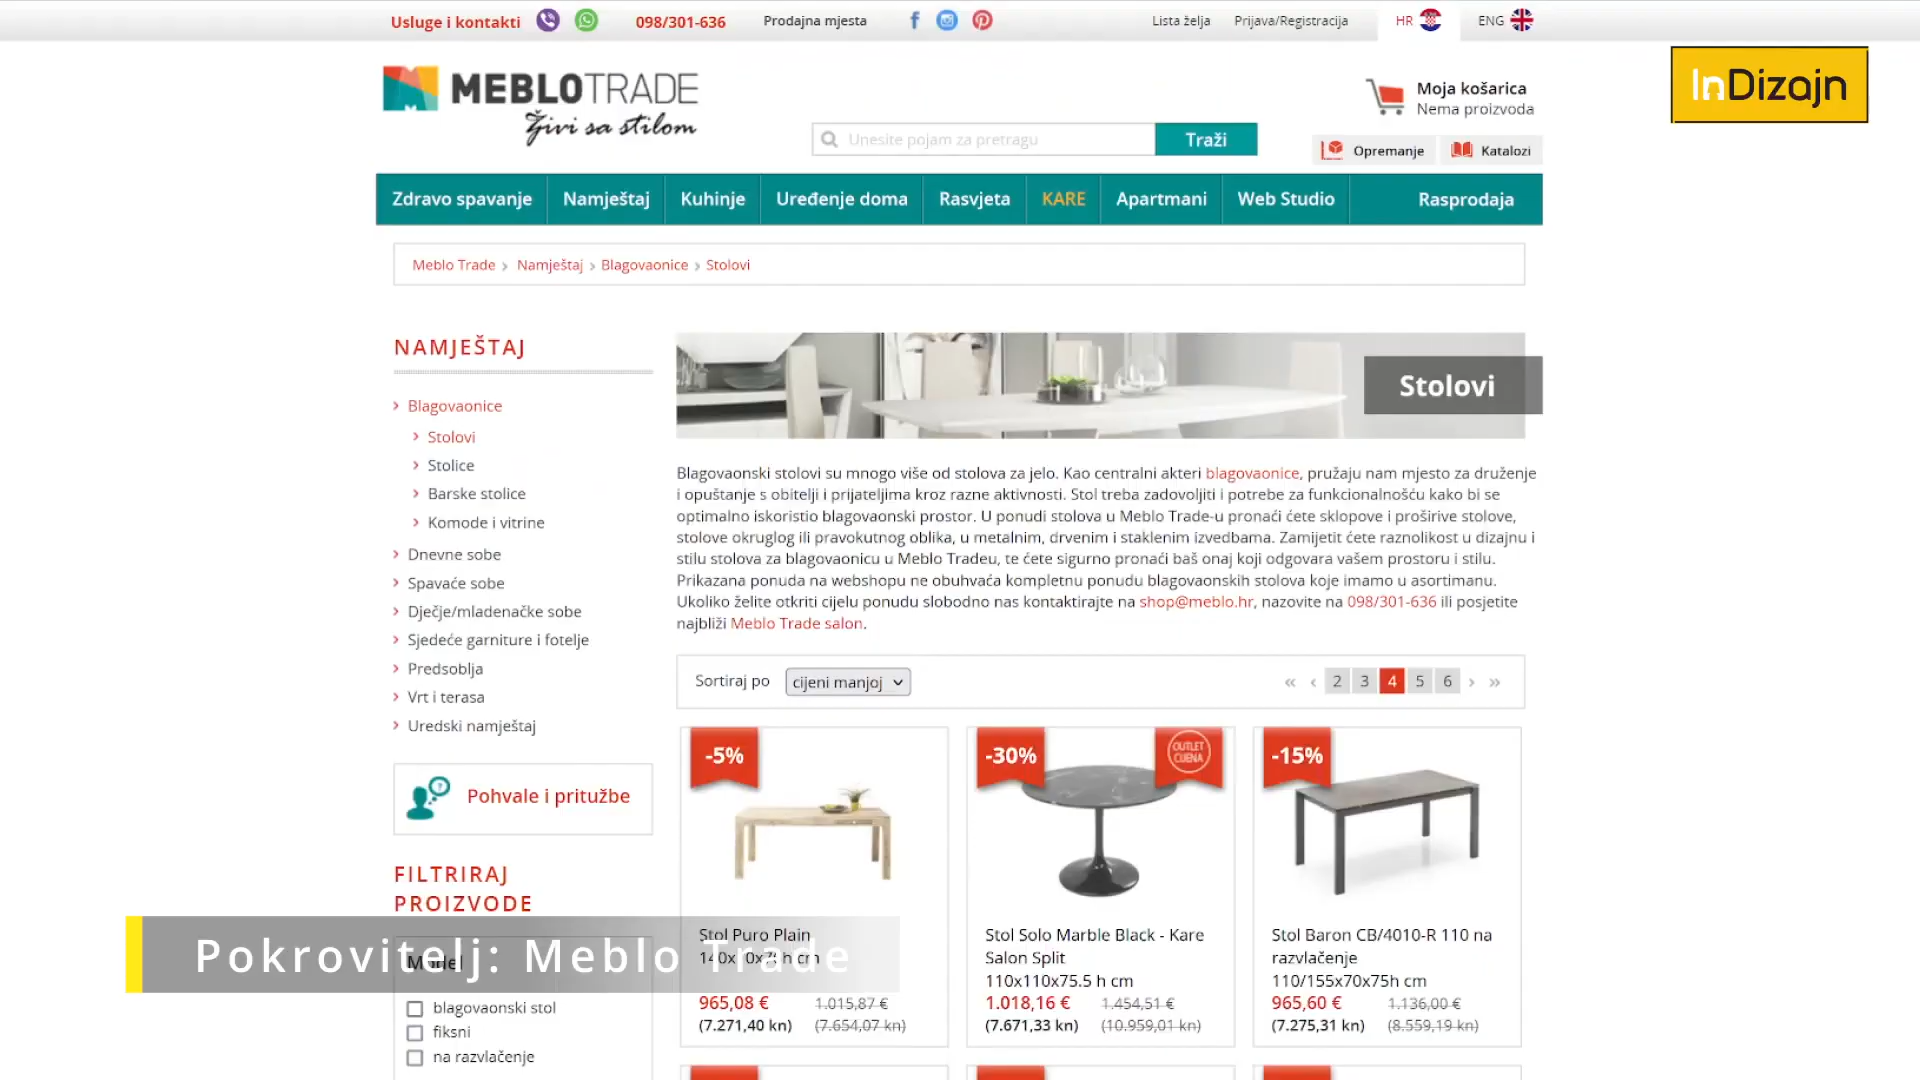 Usluge i kontakti
098/301-636
Prodajna mjesta
Lista želja
Prijava/Registracija
HR
ENG
MEBLOTRADE
Živi sa stilom
Unesite pojam za pretragu
Traži
Moja košarica
Nema proizvoda
Opremanje
Katalozi
InDizajn
Zdravo spavanje
Namještaj
Kuhinje
Uređenje doma
Rasvjeta
KARE
Apartmani
Web Studio
Rasprodaja
Meblo Trade › Namještaj › Blagovaonice › Stolovi
NAMJEŠTAJ
Blagovaonice
Stolovi
Stolice
Barske stolice
Komode i vitrine
Dnevne sobe
Spavaće sobe
Dječje/mladenačke sobe
Sjedeće garniture i fotelje
Predsoblja
Vrt i terasa
Uredski namještaj
Pohvale i pritužbe
FILTRIRAJ
PROIZVODE
Model
blagovaonski stol
fiksni
na razvlačenje
Stolovi
Blagovaonski stolovi su mnogo više od stolova za jelo. Kao centralni akteri blagovaonice, pružaju nam mjesto za druženje
i opuštanje s obitelji i prijateljima kroz razne aktivnosti. Stol treba zadovoljiti i potrebe za funkcionalnošću kako bi se
optimalno iskoristio blagovaonski prostor. U ponudi stolova u Meblo Trade-u pronaći ćete sklopove i proširive stolove,
stolove okruglog ili pravokutnog oblika, u metalnim, drvenim i staklenim izvedbama. Zamijetit ćete raznolikost u dizajnu i
stilu stolova za blagovaonicu u Meblo Tradeu, te ćete sigurno pronaći baš onaj koji odgovara vašem prostoru i stilu.
Prikazana ponuda na webshopu ne obuhvaća kompletnu ponudu blagovaonskih stolova koje imamo u asortimanu.
Ukoliko želite otkriti cijelu ponudu slobodno nas kontaktirajte na shop@meblo.hr, nazovite na 098/301-636 ili posjetite
najbliži Meblo Trade salon.
Sortiraj po
cijeni manjoj
« ‹ 2 3 4 5 6 › »
-5%
Stol Puro Plain
965,08 €
1.015,87 €
(7.271,40 kn)
(7.654,07 kn)
-30%
OUTLET
CIJENA
Stol Solo Marble Black - Kare
Salon Split
110x110x75.5 h cm
1.018,16 €
1.454,51 €
(7.671,33 kn)
(10.959,01 kn)
-15%
Stol Baron CB/4010-R 110 na
razvlačenje
110/155x70x75h cm
965,60 €
1.136,00 €
(7.275,31 kn)
(8.559,19 kn)
Pokrovitelj: Meblo Trade